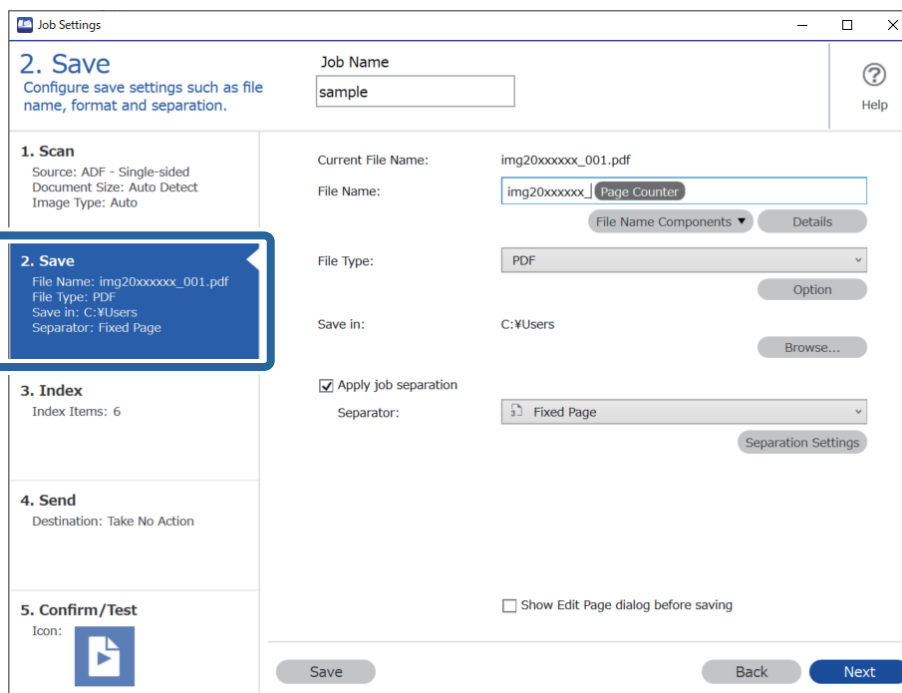 Job Settings
2. Save
Configure save settings such as file
name, format and separation.
Job Name
sample
Help
1. Scan
Source: ADF - Single-sided
Document Size: Auto Detect
Image Type: Auto
2. Save
File Name: img20xxxxxx_001.pdf
File Type: PDF
Save in: C:¥Users
Separator: Fixed Page
3. Index
Index Items: 6
4. Send
Destination: Take No Action
5. Confirm/Test
Icon:
Current File Name: img20xxxxxx_001.pdf
File Name: img20xxxxxx_ Page Counter
File Name Components ▼ Details
File Type: PDF
Option
Save in: C:¥Users
Browse...
Apply job separation
Separator: Fixed Page
Separation Settings
Show Edit Page dialog before saving
Save Back Next